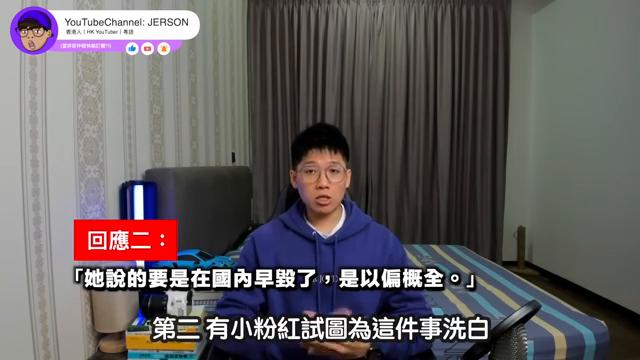 YouTubeChannel: JERSON
香港人｜HK YouTuber｜粵語
回應二：
「她說的要是在國內早毀了，是以偏概全。」
第二 有小粉紅試圖為這件事洗白